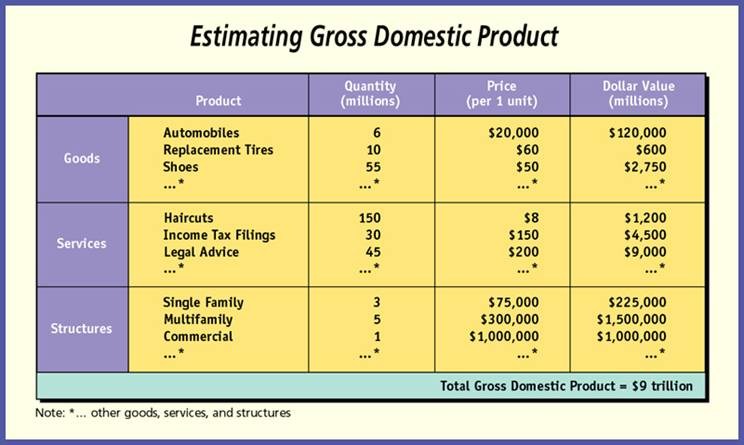 Estimating Gross Domestic Product
Product Quantity (millions) Price (per 1 unit) Dollar Value (millions)
Goods
Automobiles 6 $20,000 $120,000
Replacement Tires 10 $60 $600
Shoes 55 $50 $2,750
...* ...* ...* ...*
Services
Haircuts 150 $8 $1,200
Income Tax Filings 30 $150 $4,500
Legal Advice 45 $200 $9,000
...* ...* ...* ...*
Structures
Single Family 3 $75,000 $225,000
Multifamily 5 $300,000 $1,500,000
Commercial 1 $1,000,000 $1,000,000
...* ...* ...* ...*
Total Gross Domestic Product = $9 trillion
Note: *... other goods, services, and structures